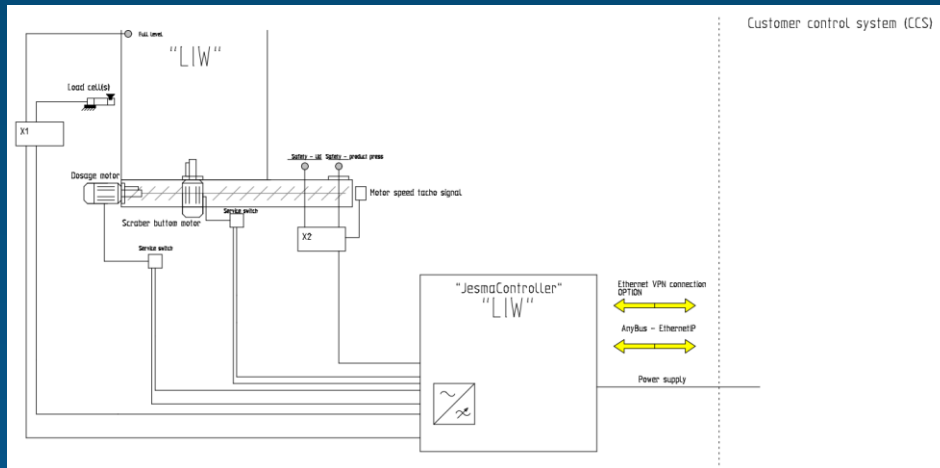 Customer control system (CCS)
Full level
"LIW"
Load cell(s)
X1
Safety - lid
Safety - product press
Dosage motor
Motor speed tacho signal
Service switch
Scraber buttom motor
X2
Service switch
"JesmaController"
"LIW"
Ethernet VPN connection
OPTION
AnyBus - EthernetIP
Power supply